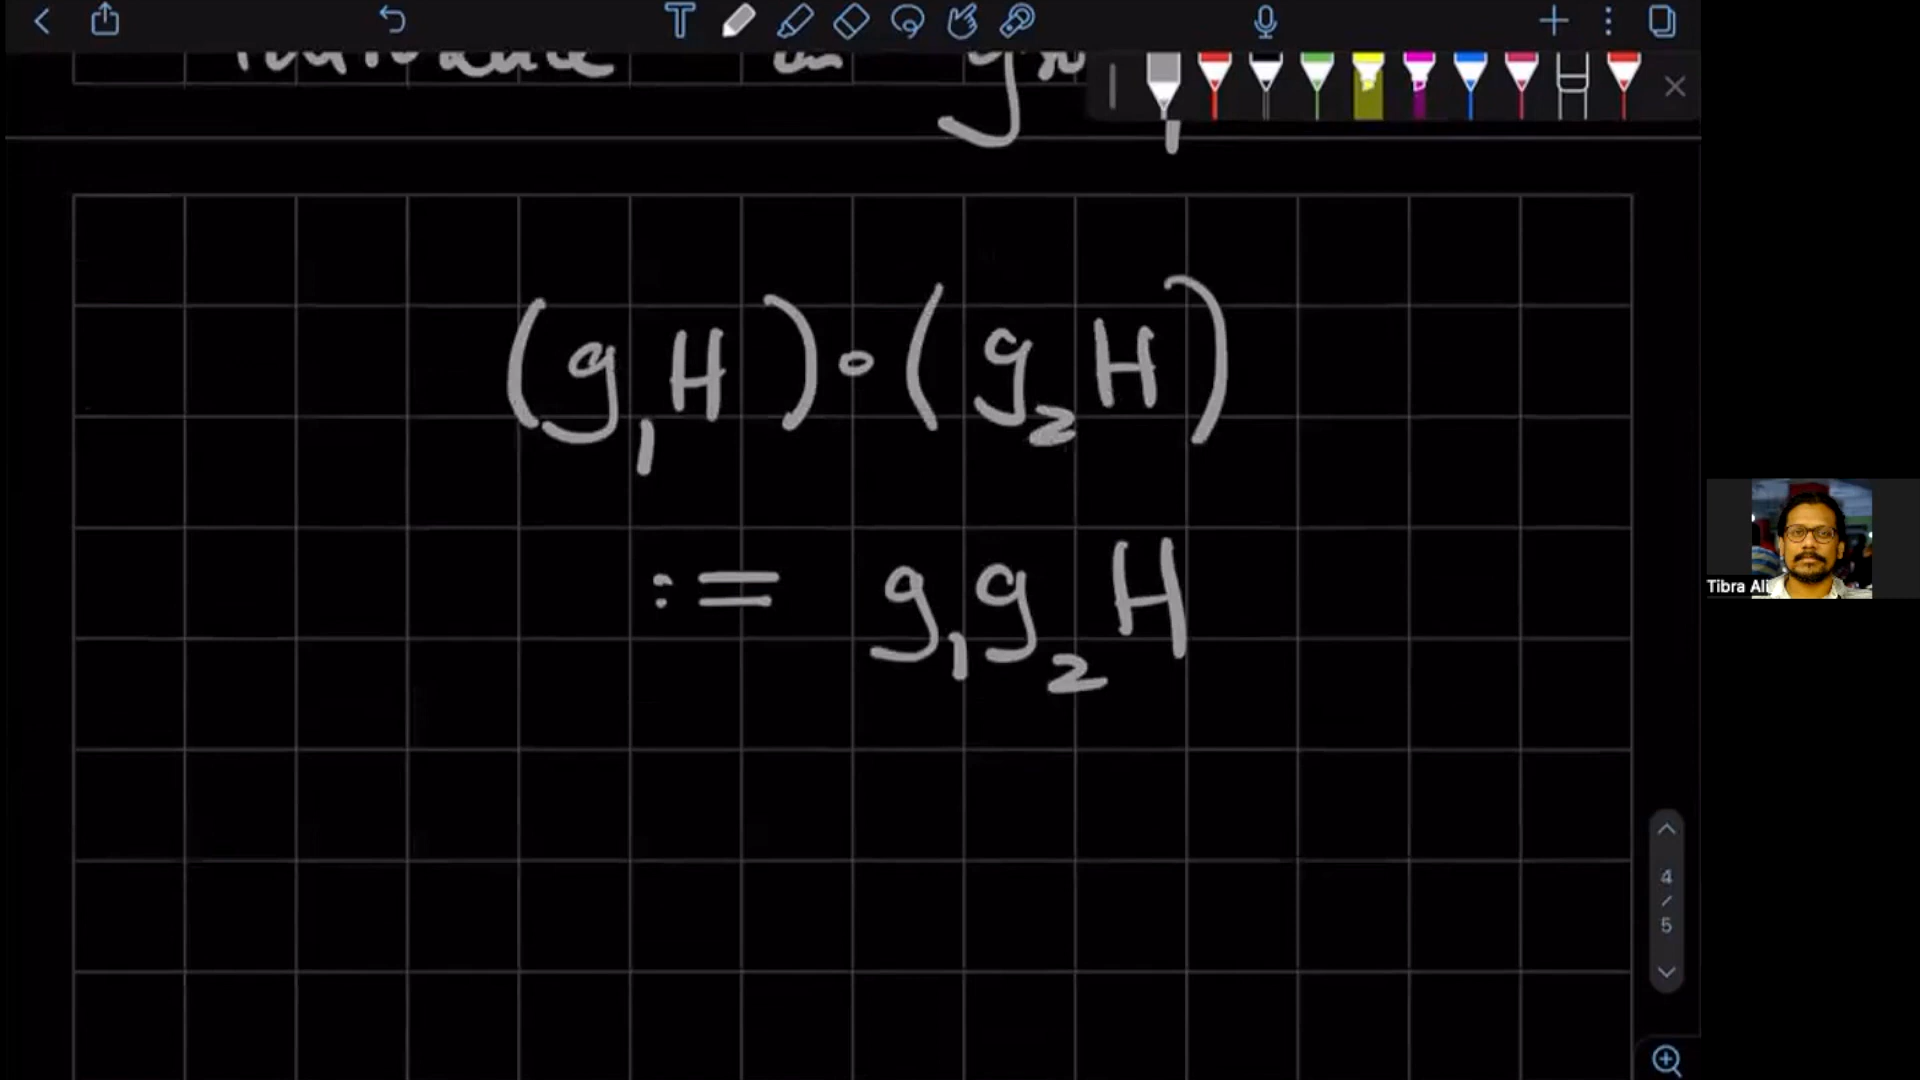 T
(g₁H)∘(g₂H)
:= g₁g₂H
Tibra Ali
4
/
5